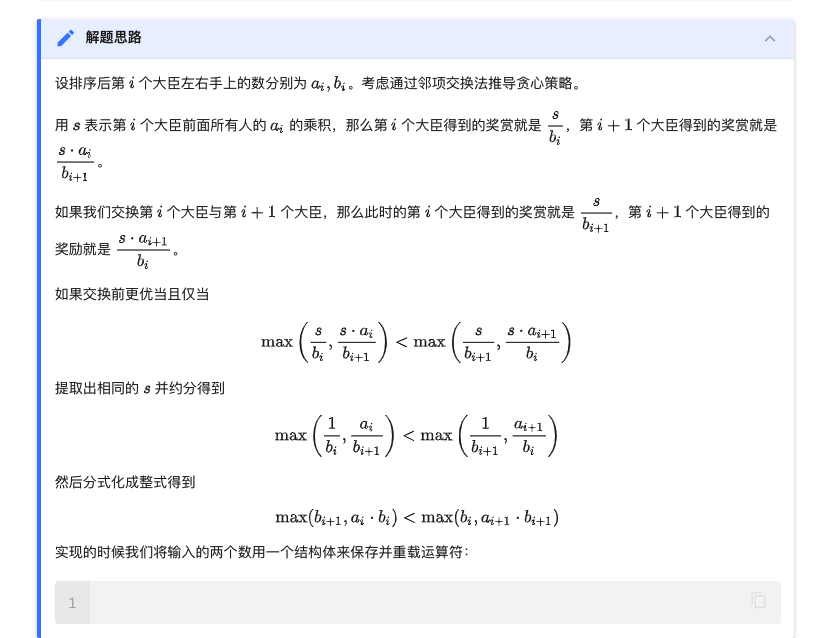 解题思路
设排序后第 i 个大臣左右手上的数分别为 a_i, b_i。考虑通过邻项交换法推导贪心策略。
用 s 表示第 i 个大臣前面所有人的 a_i 的乘积，那么第 i 个大臣得到的奖赏就是 \frac{s}{b_i}，第 i + 1 个大臣得到的奖赏就是
\frac{s \cdot a_i}{b_{i+1}}。
如果我们交换第 i 个大臣与第 i + 1 个大臣，那么此时的第 i 个大臣得到的奖赏就是 \frac{s}{b_{i+1}}，第 i + 1 个大臣得到的
奖励就是 \frac{s \cdot a_{i+1}}{b_i}。
如果交换前更优当且仅当
\max\left(\frac{s}{b_i}, \frac{s \cdot a_i}{b_{i+1}}\right) < \max\left(\frac{s}{b_{i+1}}, \frac{s \cdot a_{i+1}}{b_i}\right)
提取出相同的 s 并约分得到
\max\left(\frac{1}{b_i}, \frac{a_i}{b_{i+1}}\right) < \max\left(\frac{1}{b_{i+1}}, \frac{a_{i+1}}{b_i}\right)
然后分式化成整式得到
\max(b_{i+1}, a_i \cdot b_i) < \max(b_i, a_{i+1} \cdot b_{i+1})
实现的时候我们将输入的两个数用一个结构体来保存并重载运算符：
1